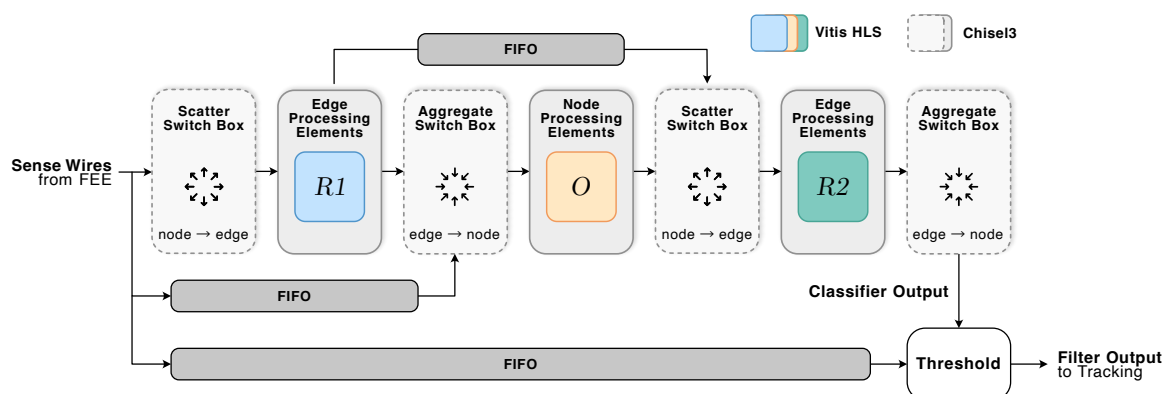 FIFO
Vitis HLS
Chisel3
Scatter
Switch Box
node → edge
Edge
Processing
Elements
R1
Aggregate
Switch Box
edge → node
Node
Processing
Elements
O
Scatter
Switch Box
node → edge
Edge
Processing
Elements
R2
Aggregate
Switch Box
edge → node
Sense Wires
from FEE
FIFO
Classifier Output
FIFO
Threshold
Filter Output
to Tracking